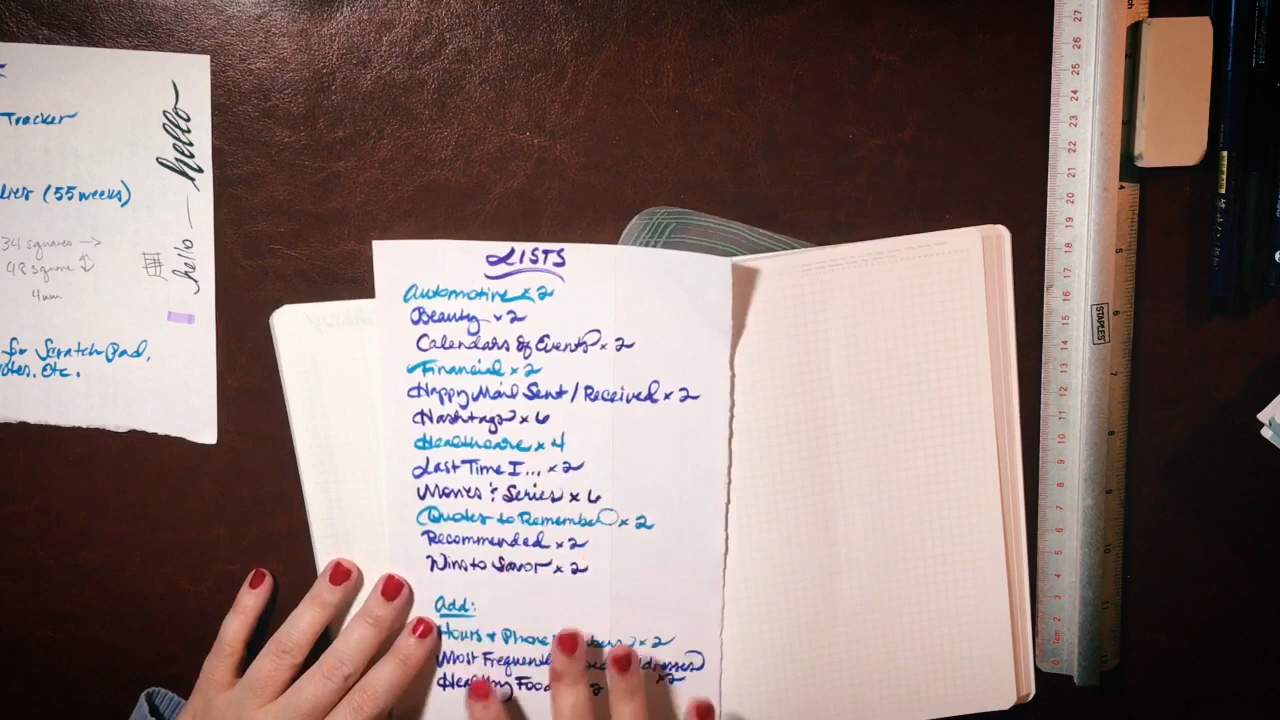 Tracker
(55 weeks)
34 squares →
48 square
4mm
for Scratch Pad,
etc.
hello — hello
LISTS
Automotive x 2
Beauty x 2
Calendars of Events x 2
Financial x 2
Happy Mail Sent / Received x 2
Hashtags x 6
Healthcare x 4
Last Time I... x 2
Movies & Series x 6
Quotes to Remember x 2
Recommended x 2
Wins to Savor x 2
Add:
Hours + Phone x 2
Most Frequent
x 2
Healthy Food
STAPLES